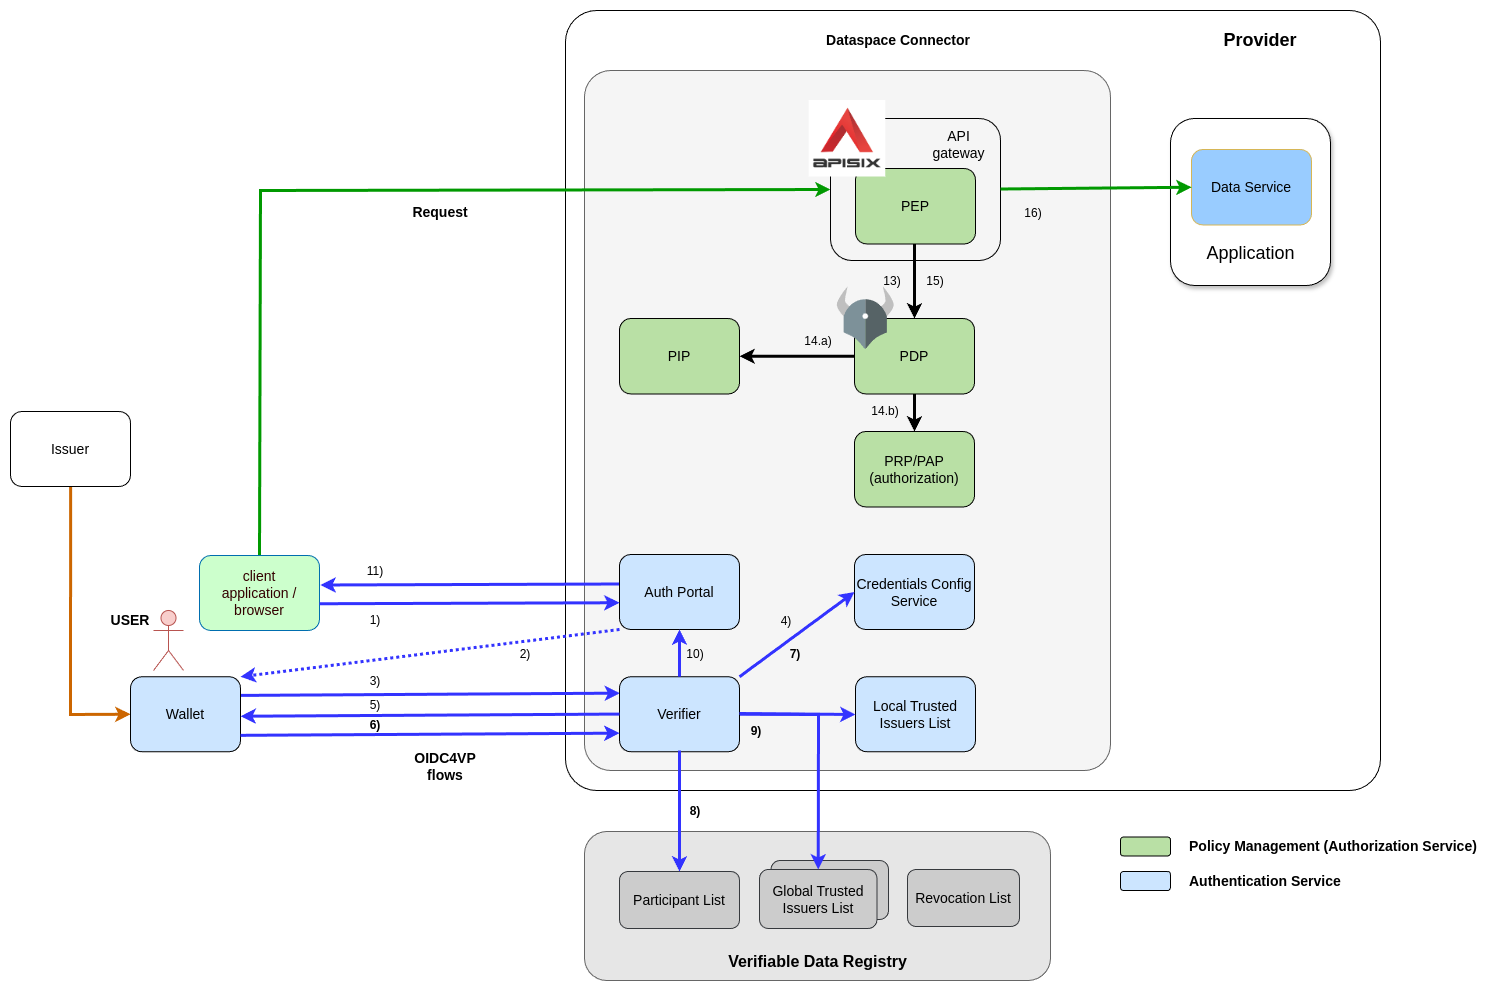 Dataspace Connector
Provider
APISIX
API
gateway
PEP
Data Service
Application
Request
16)
13)
15)
PIP
14.a)
PDP
14.b)
PRP/PAP
(authorization)
Issuer
client
application /
browser
USER
11)
1)
Auth Portal
Credentials Config
Service
2)
10)
4)
7)
3)
5)
6)
Wallet
Verifier
9)
Local Trusted
Issuers List
OIDC4VP
flows
8)
Participant List
Global Trusted
Issuers List
Revocation List
Verifiable Data Registry
Policy Management (Authorization Service)
Authentication Service